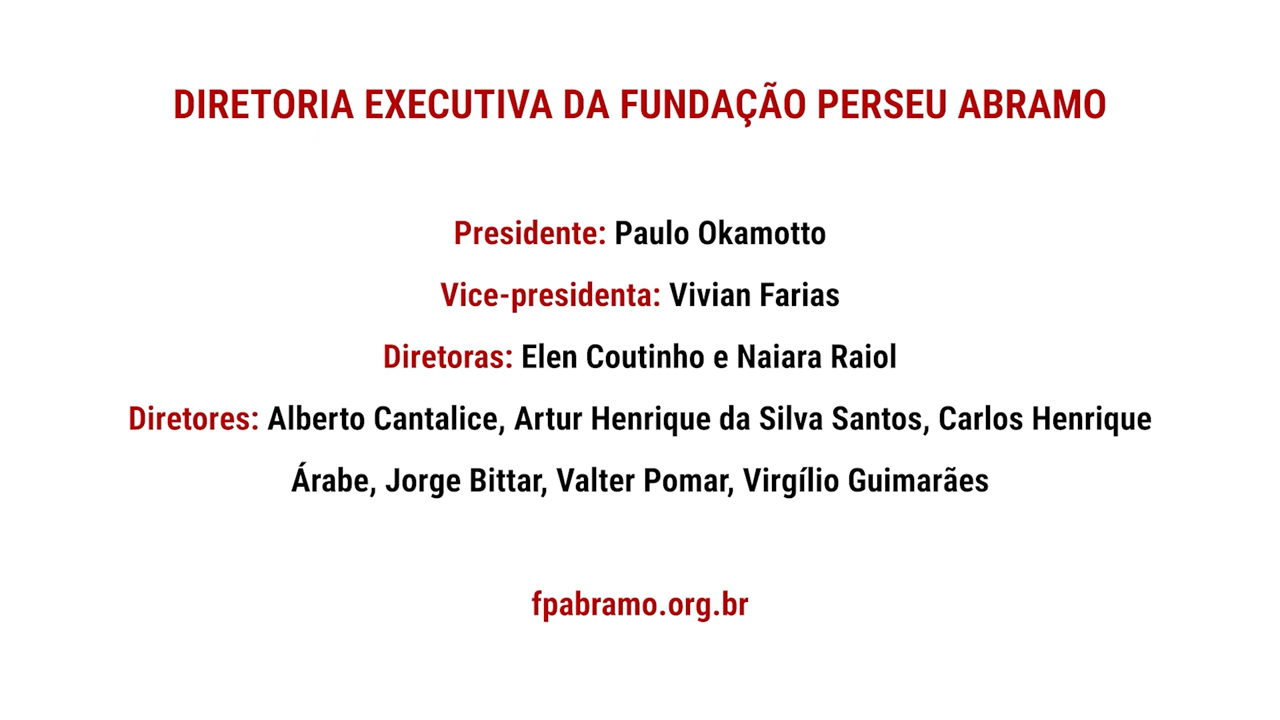 DIRETORIA EXECUTIVA DA FUNDAÇÃO PERSEU ABRAMO
Presidente: Paulo Okamotto
Vice-presidenta: Vivian Farias
Diretoras: Elen Coutinho e Naiara Raiol
Diretores: Alberto Cantalice, Artur Henrique da Silva Santos, Carlos Henrique
Árabe, Jorge Bittar, Valter Pomar, Virgílio Guimarães
fpabramo.org.br